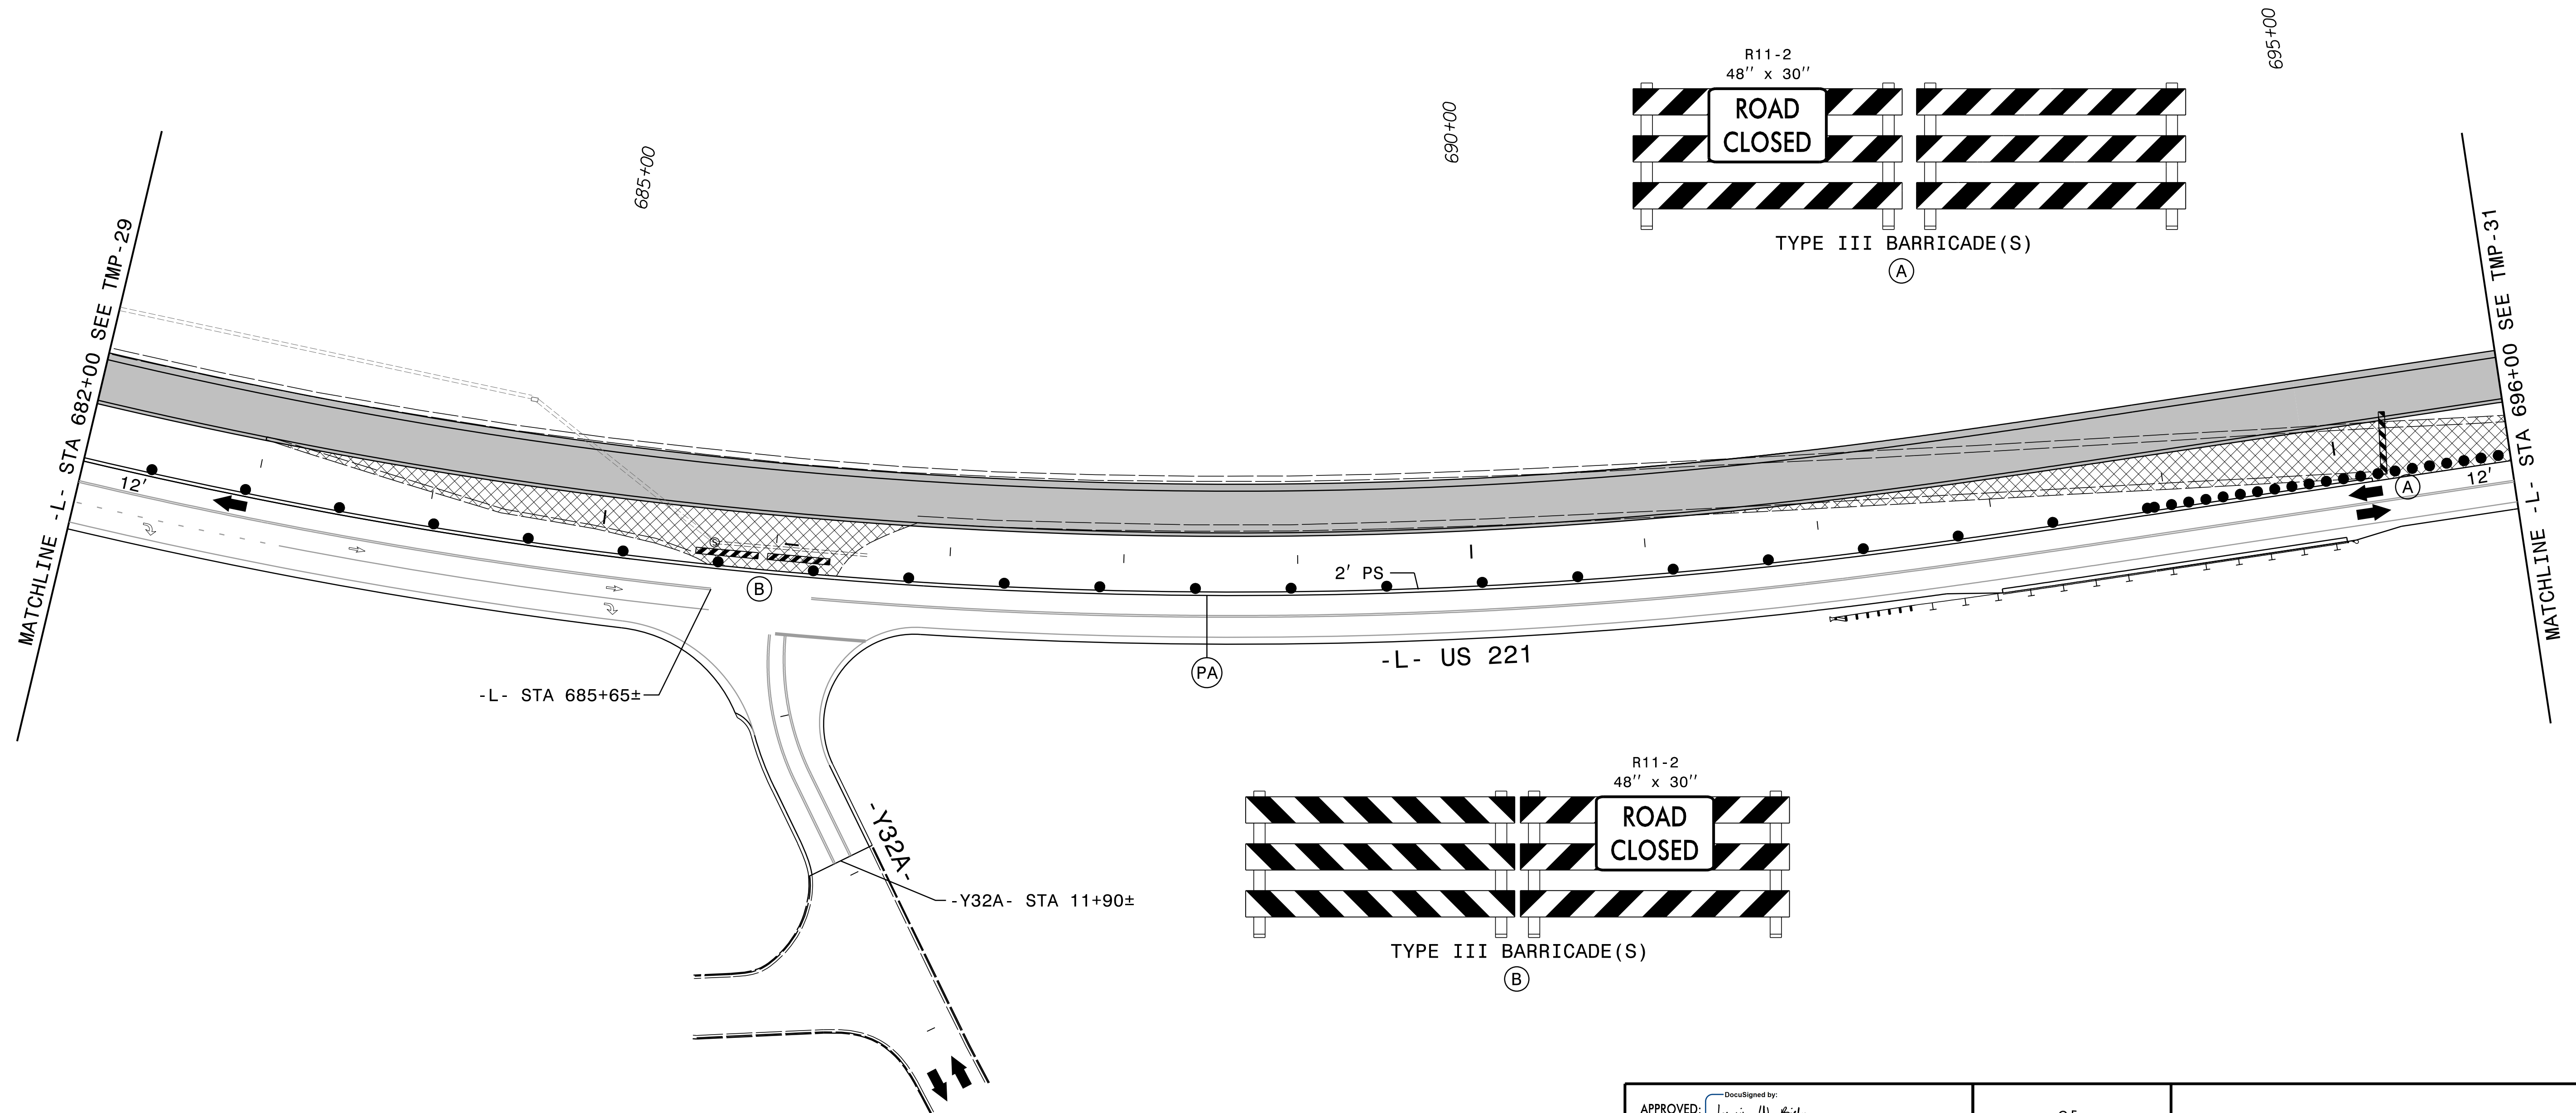 695+00
R11-2
48'' x 30''
690+00
ROAD
CLOSED
685+00
TYPE III BARRICADE(S)
A
MATCHLINE -L- STA 682+00 SEE TMP-29
MATCHLINE -L- STA 696+00 SEE TMP-31
12'
12'
A
S
2' PS
B
-L- US 221
PA
-L- STA 685+65±
R11-2
48'' x 30''
ROAD
CLOSED
-Y32A-
-Y32A- STA 11+90±
TYPE III BARRICADE(S)
B
DocuSigned by:
APPROVED: